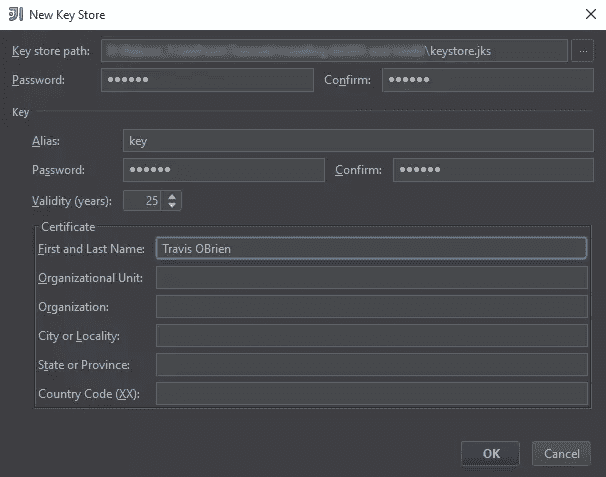 New Key Store
Key store path: \keystore.jks ...
Password: •••••• Confirm: ••••••
Key
Alias: key
Password: •••••• Confirm: ••••••
Validity (years): 25
Certificate
First and Last Name: Travis OBrien
Organizational Unit:
Organization:
City or Locality:
State or Province:
Country Code (XX):
OK Cancel